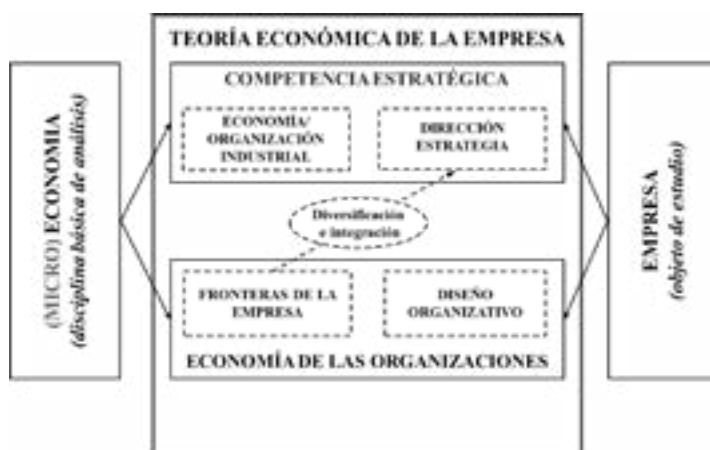 TEORÍA ECONÓMICA DE LA EMPRESA
COMPETENCIA ESTRATÉGICA
ECONOMÍA/
ORGANIZACIÓN
INDUSTRIAL
DIRECCIÓN
ESTRATEGIA
Diversificación
e integración
FRONTERAS DE LA
EMPRESA
DISEÑO
ORGANIZATIVO
ECONOMÍA DE LAS ORGANIZACIONES
(MICRO) ECONOMIA
(disciplina básica de análisis)
EMPRESA
(objeto de estudio)